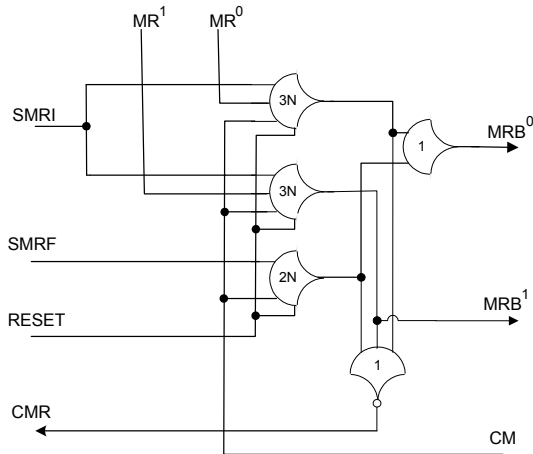 MR¹ MR⁰
3N
SMRI
1
MRB⁰
3N
SMRF
2N
RESET
MRB¹
1
CMR
CM